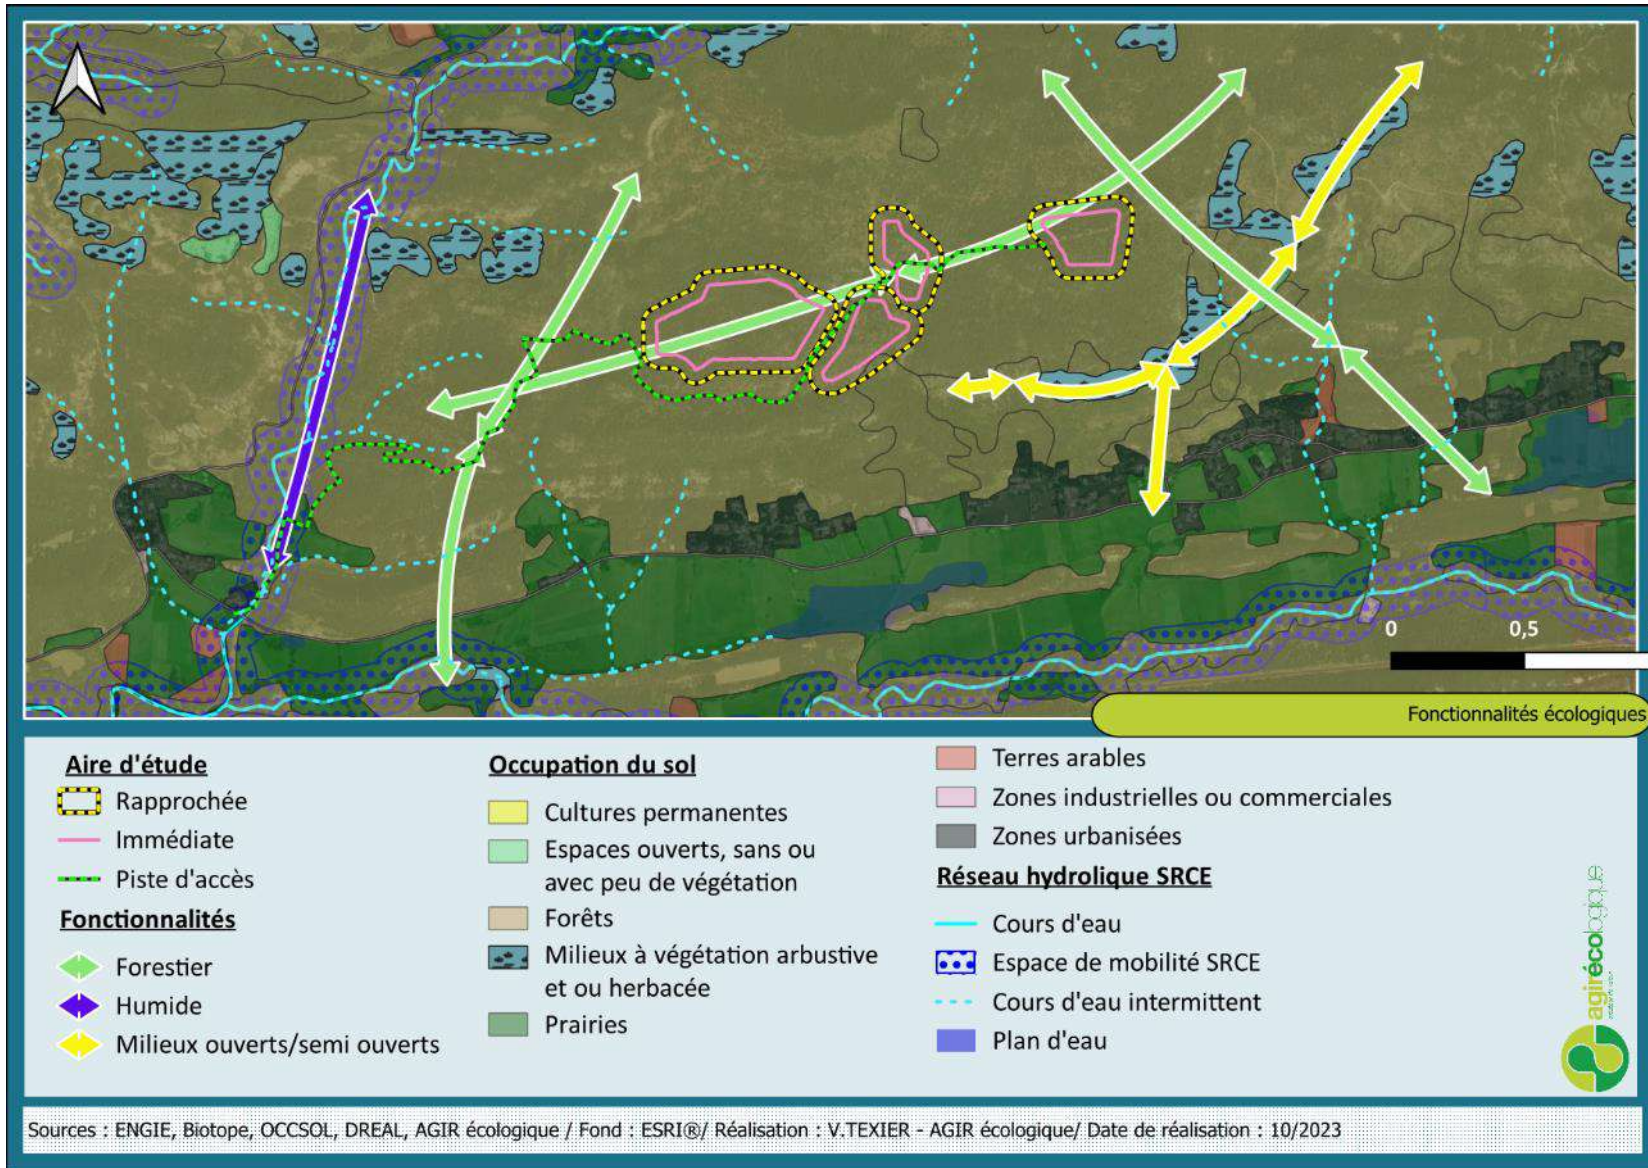 0 0,5
Fonctionnalités écologiques
Aire d'étude
Rapprochée
Immédiate
Piste d'accès
Fonctionnalités
Forestier
Humide
Milieux ouverts/semi ouverts
Occupation du sol
Cultures permanentes
Espaces ouverts, sans ou
avec peu de végétation
Forêts
Milieux à végétation arbustive
et ou herbacée
Prairies
Terres arables
Zones industrielles ou commerciales
Zones urbanisées
Réseau hydrolique SRCE
Cours d'eau
Espace de mobilité SRCE
Cours d'eau intermittent
Plan d'eau
agirécologique
Sources : ENGIE, Biotope, OCCSOL, DREAL, AGIR écologique / Fond : ESRI®/ Réalisation : V.TEXIER - AGIR écologique/ Date de réalisation : 10/2023